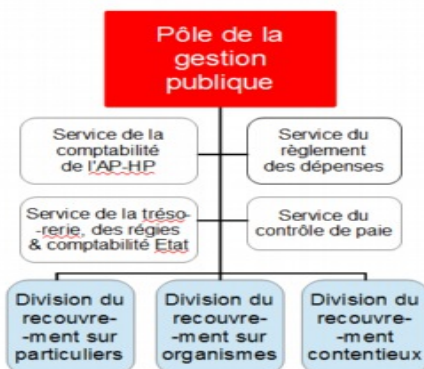 Pôle de la
gestion
publique
Service de la
comptabilité
de l'AP-HP
Service du
règlement
des dépenses
Service de la tréso-
-rerie, des régies
& comptabilité Etat
Service du
contrôle de paie
Division du
recouvre-
-ment sur
particuliers
Division du
recouvre-
-ment sur
organismes
Division du
recouvre-
-ment
contentieux